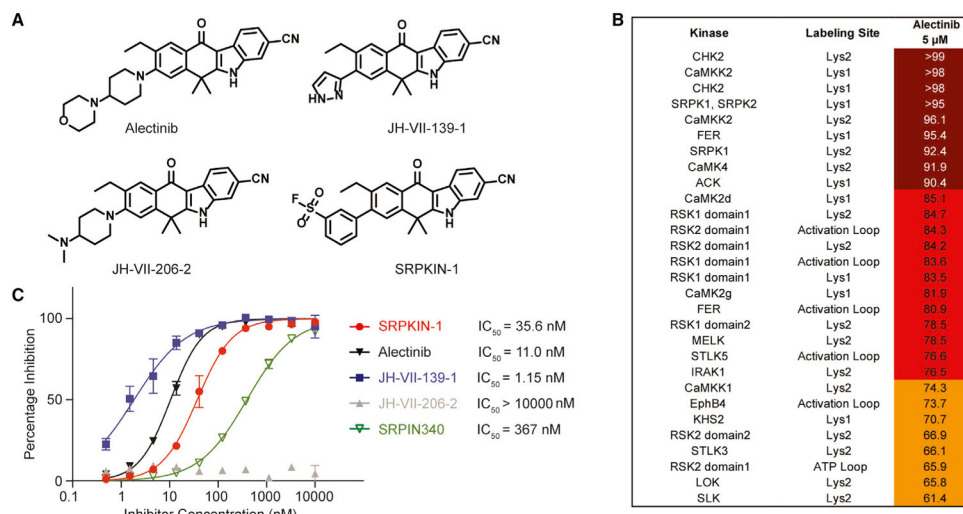 A
O
CN
N
N
O
N
H
Alectinib
O
CN
HN
N
N
H
JH-VII-139-1
O
CN
N
N
N
H
JH-VII-206-2
O
CN
F
O
S
O
N
H
SRPKIN-1
B
Kinase Labeling Site Alectinib 5 µM
CHK2 Lys2 >99
CaMKK2 Lys1 >98
CHK2 Lys1 >98
SRPK1, SRPK2 Lys1 >95
CaMKK2 Lys2 96.1
FER Lys1 95.4
SRPK1 Lys2 92.4
CaMK4 Lys2 91.9
ACK Lys1 90.4
CaMK2d Lys1 85.1
RSK1 domain1 Lys2 84.7
RSK2 domain1 Activation Loop 84.3
RSK2 domain1 Lys2 84.2
RSK1 domain1 Activation Loop 83.6
RSK1 domain1 Lys1 83.5
CaMK2g Lys1 81.9
FER Activation Loop 80.9
RSK1 domain2 Lys2 78.5
MELK Lys2 78.5
STLK5 Activation Loop 76.6
IRAK1 Lys2 76.5
CaMKK1 Lys2 74.3
EphB4 Activation Loop 73.7
KHS2 Lys1 70.7
RSK2 domain2 Lys2 66.9
STLK3 Lys2 66.1
RSK2 domain1 ATP Loop 65.9
LOK Lys2 65.8
SLK Lys2 61.4
C
Percentage Inhibition
100
50
0
0.1 1 10 100 1000 10000
Inhibitor Concentration (nM)
SRPKIN-1 IC50 = 35.6 nM
Alectinib IC50 = 11.0 nM
JH-VII-139-1 IC50 = 1.15 nM
JH-VII-206-2 IC50 > 10000 nM
SRPIN340 IC50 = 367 nM